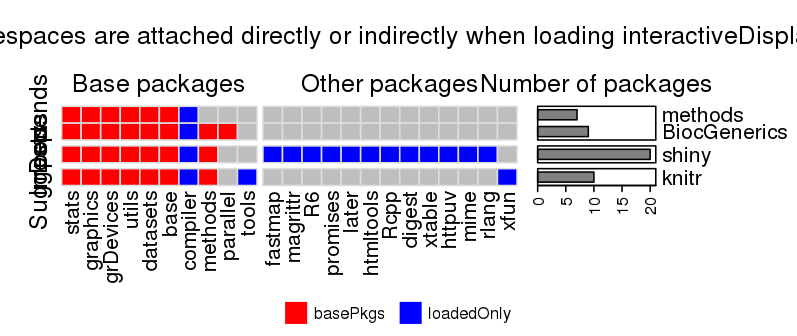 espaces are attached directly or indirectly when loading interactiveDispla
Base packages
Other packages
Number of packages
methods
BiocGenerics
shiny
knitr
stats
graphics
grDevices
utils
datasets
base
compiler
methods
parallel
tools
fastmap
magrittr
R6
promises
later
htmltools
Rcpp
digest
xtable
httpuv
mime
rlang
xfun
0
5
10
15
20
basePkgs
loadedOnly